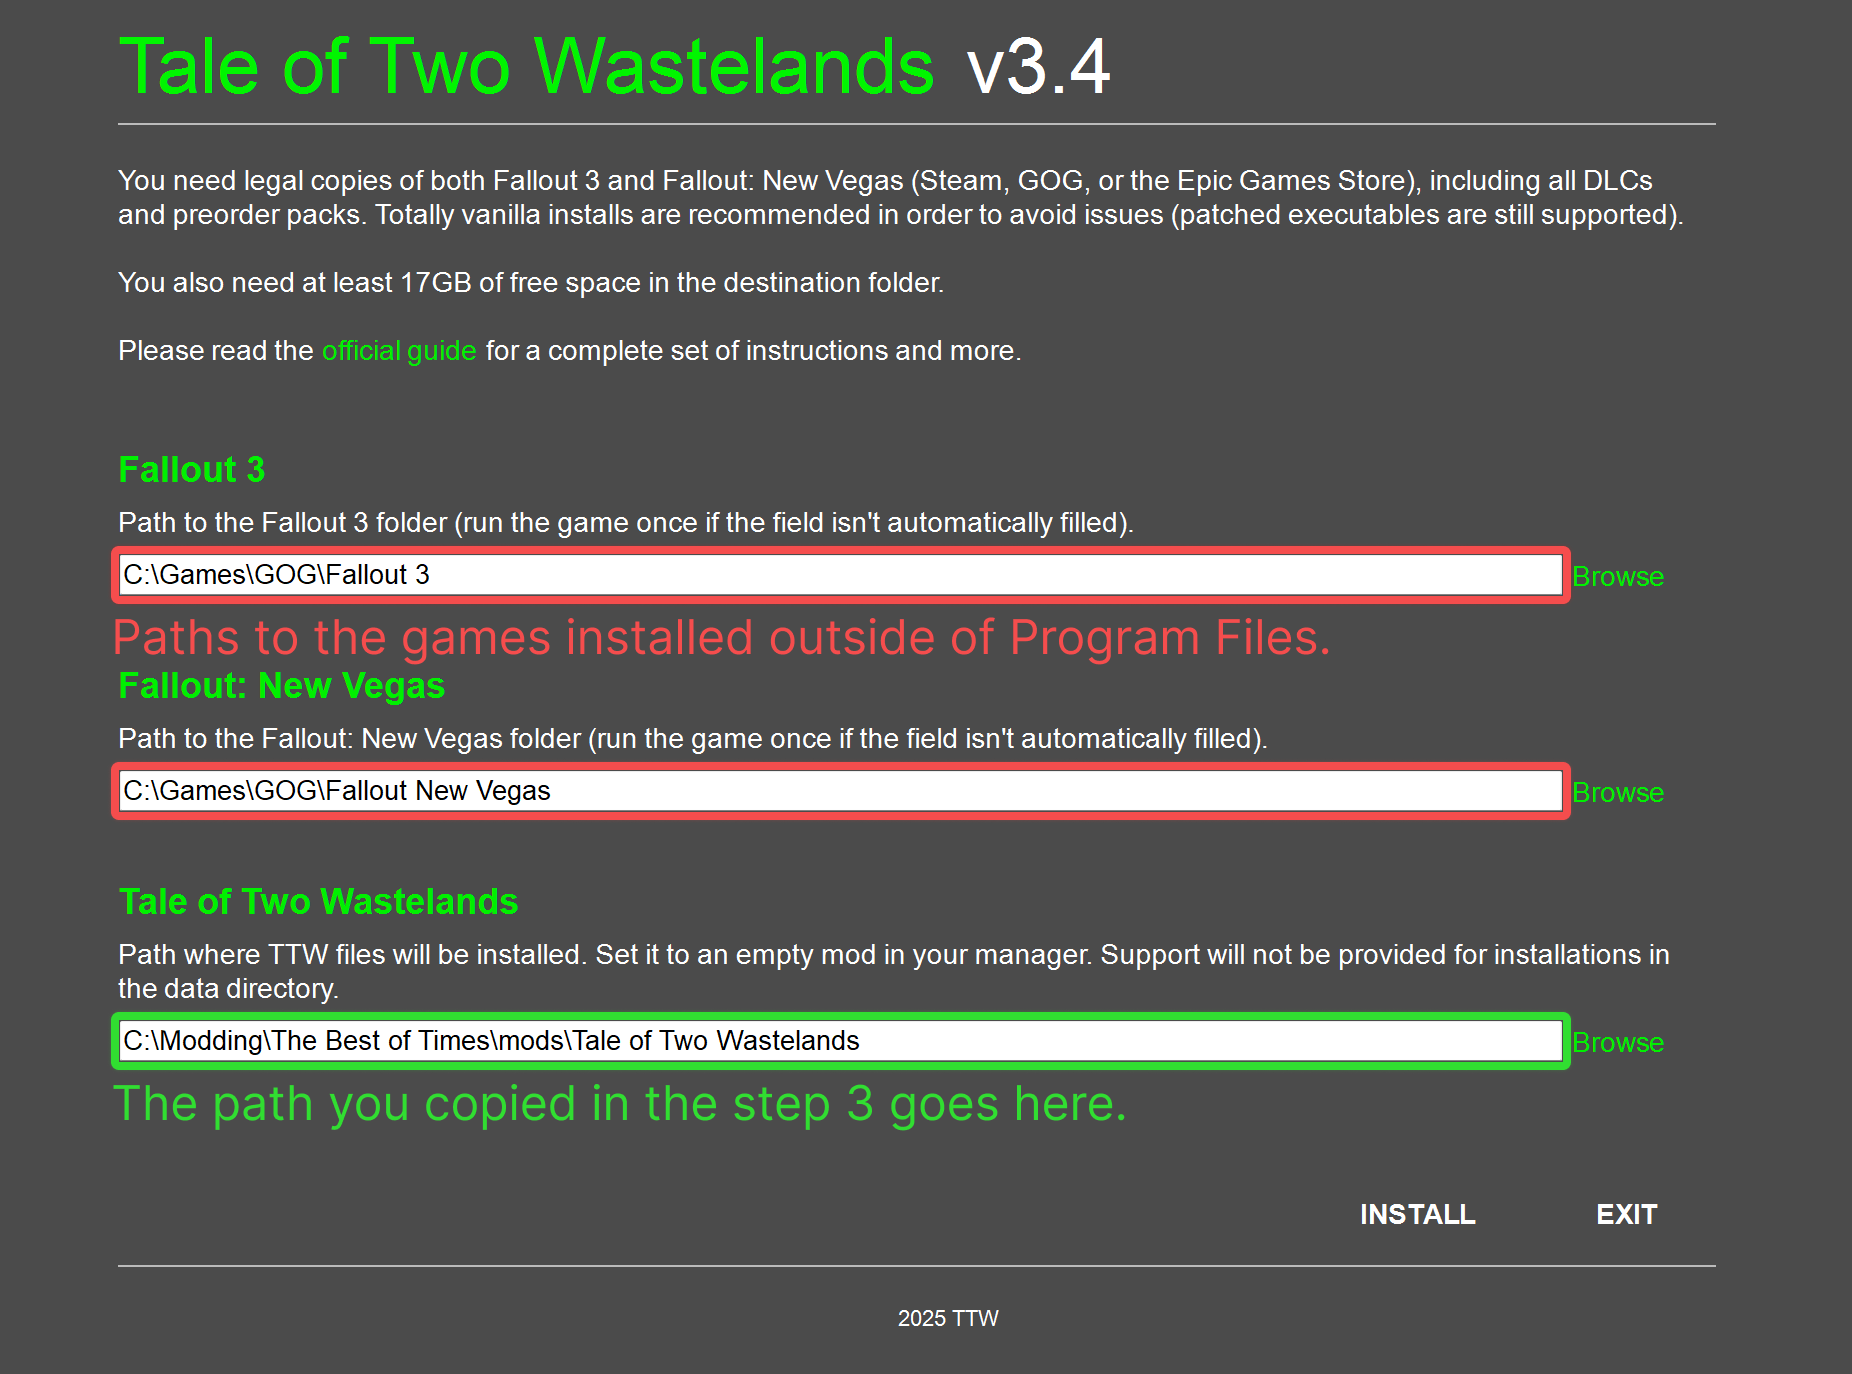 Tale of Two Wastelands v3.4
You need legal copies of both Fallout 3 and Fallout: New Vegas (Steam, GOG, or the Epic Games Store), including all DLCs
and preorder packs. Totally vanilla installs are recommended in order to avoid issues (patched executables are still supported).
You also need at least 17GB of free space in the destination folder.
Please read the official guide for a complete set of instructions and more.
Fallout 3
Path to the Fallout 3 folder (run the game once if the field isn't automatically filled).
C:\Games\GOG\Fallout 3
Browse
Paths to the games installed outside of Program Files.
Fallout: New Vegas
Path to the Fallout: New Vegas folder (run the game once if the field isn't automatically filled).
C:\Games\GOG\Fallout New Vegas
Browse
Tale of Two Wastelands
Path where TTW files will be installed. Set it to an empty mod in your manager. Support will not be provided for installations in
the data directory.
C:\Modding\The Best of Times\mods\Tale of Two Wastelands
Browse
The path you copied in the step 3 goes here.
INSTALL
EXIT
2025 TTW